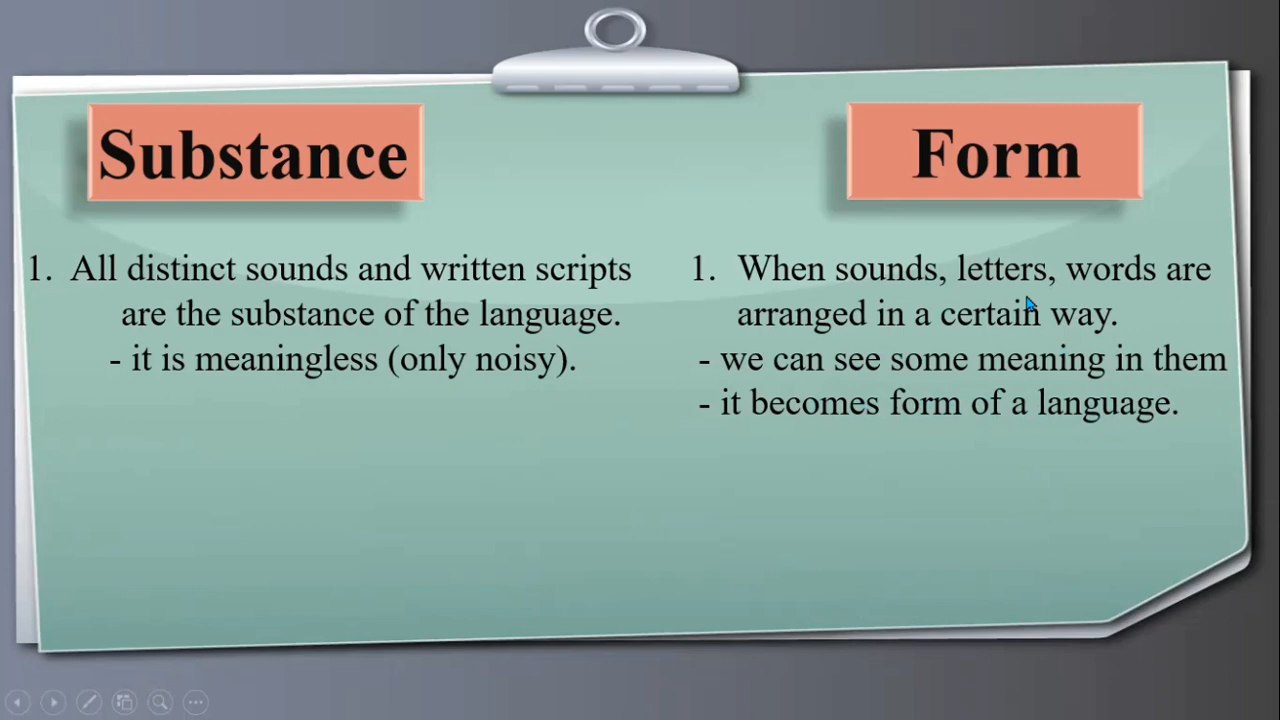 Substance
1. All distinct sounds and written scripts
are the substance of the language.
- it is meaningless (only noisy).
Form
1. When sounds, letters, words are
arranged in a certain way.
- we can see some meaning in them
- it becomes form of a language.